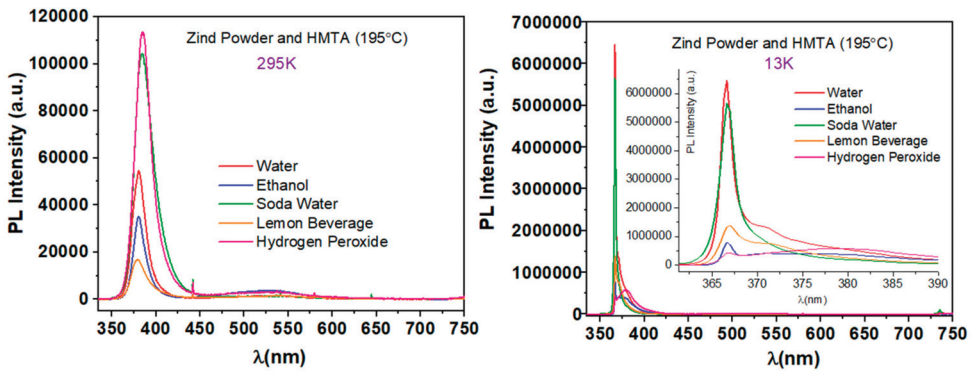 120000
100000
80000
60000
40000
20000
0
PL Intensity (a.u.)
Zind Powder and HMTA (195°C)
295K
Water
Ethanol
Soda Water
Lemon Beverage
Hydrogen Peroxide
350 400 450 500 550 600 650 700 750
λ(nm)
7000000
6000000
5000000
4000000
3000000
2000000
1000000
0
PL Intensity (a.u.)
Zind Powder and HMTA (195°C)
13K
6000000
5000000
4000000
3000000
2000000
1000000
0
PL Intensity (a.u.)
Water
Ethanol
Soda Water
Lemon Beverage
Hydrogen Peroxide
365 370 375 380 385 390
λ(nm)
350 400 450 500 550 600 650 700 750
λ(nm)